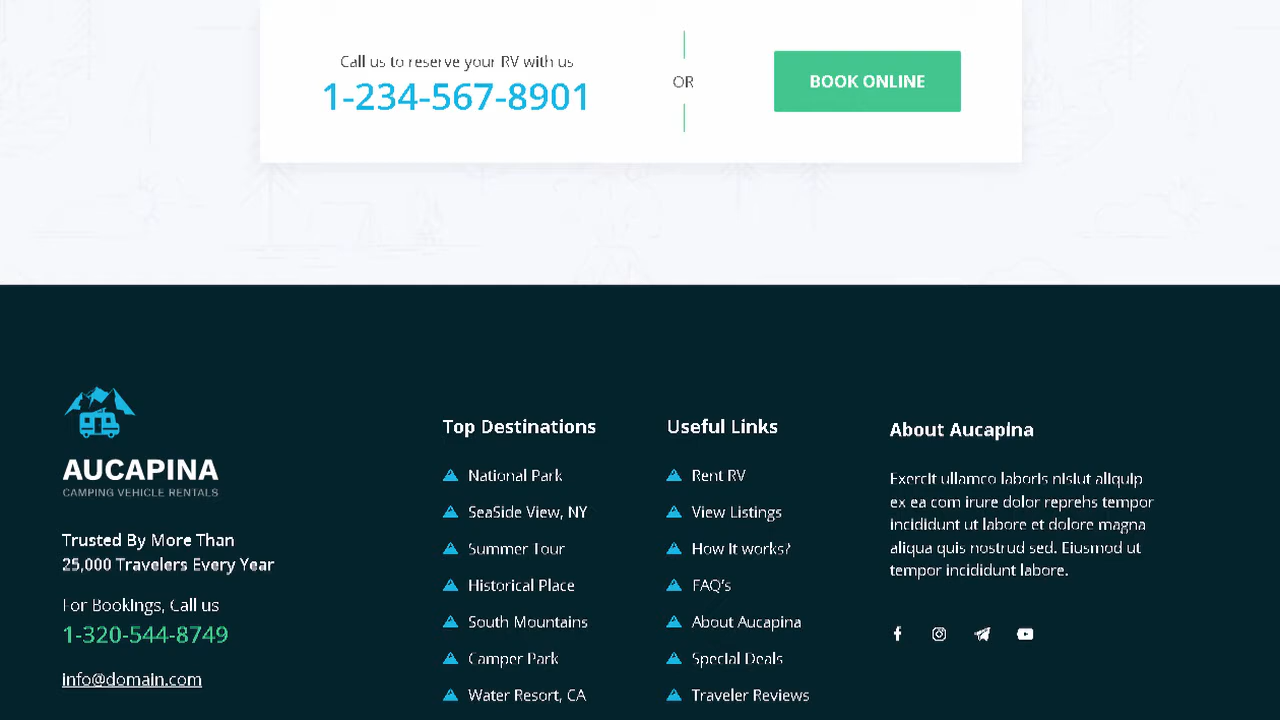 Call us to reserve your RV with us
1-234-567-8901
OR
BOOK ONLINE
AUCAPINA
CAMPING VEHICLE RENTALS
Trusted By More Than
25,000 Travelers Every Year
For Bookings, Call us
1-320-544-8749
info@domain.com
Top Destinations
National Park
SeaSide View, NY
Summer Tour
Historical Place
South Mountains
Camper Park
Water Resort, CA
Useful Links
Rent RV
View Listings
How It works?
FAQ's
About Aucapina
Special Deals
Traveler Reviews
About Aucapina
Exercit ullamco laboris nisiut aliquip
ex ea com irure dolor reprehs tempor
incididunt ut labore et dolore magna
aliqua quis nostrud sed. Eiusmod ut
tempor incididunt labore.